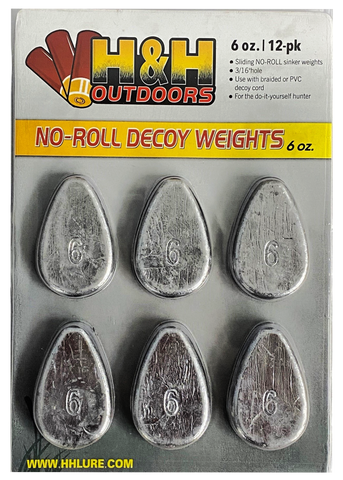 H&H
OUTDOORS
6 oz. | 12-pk
• Sliding NO-ROLL sinker weights
• 3/16"hole
• Use with braided or PVC
decoy cord
• For the do-it-yourself hunter
NO-ROLL DECOY WEIGHTS 6 oz.
6 6 6
6 6 6
WWW.HHLURE.COM